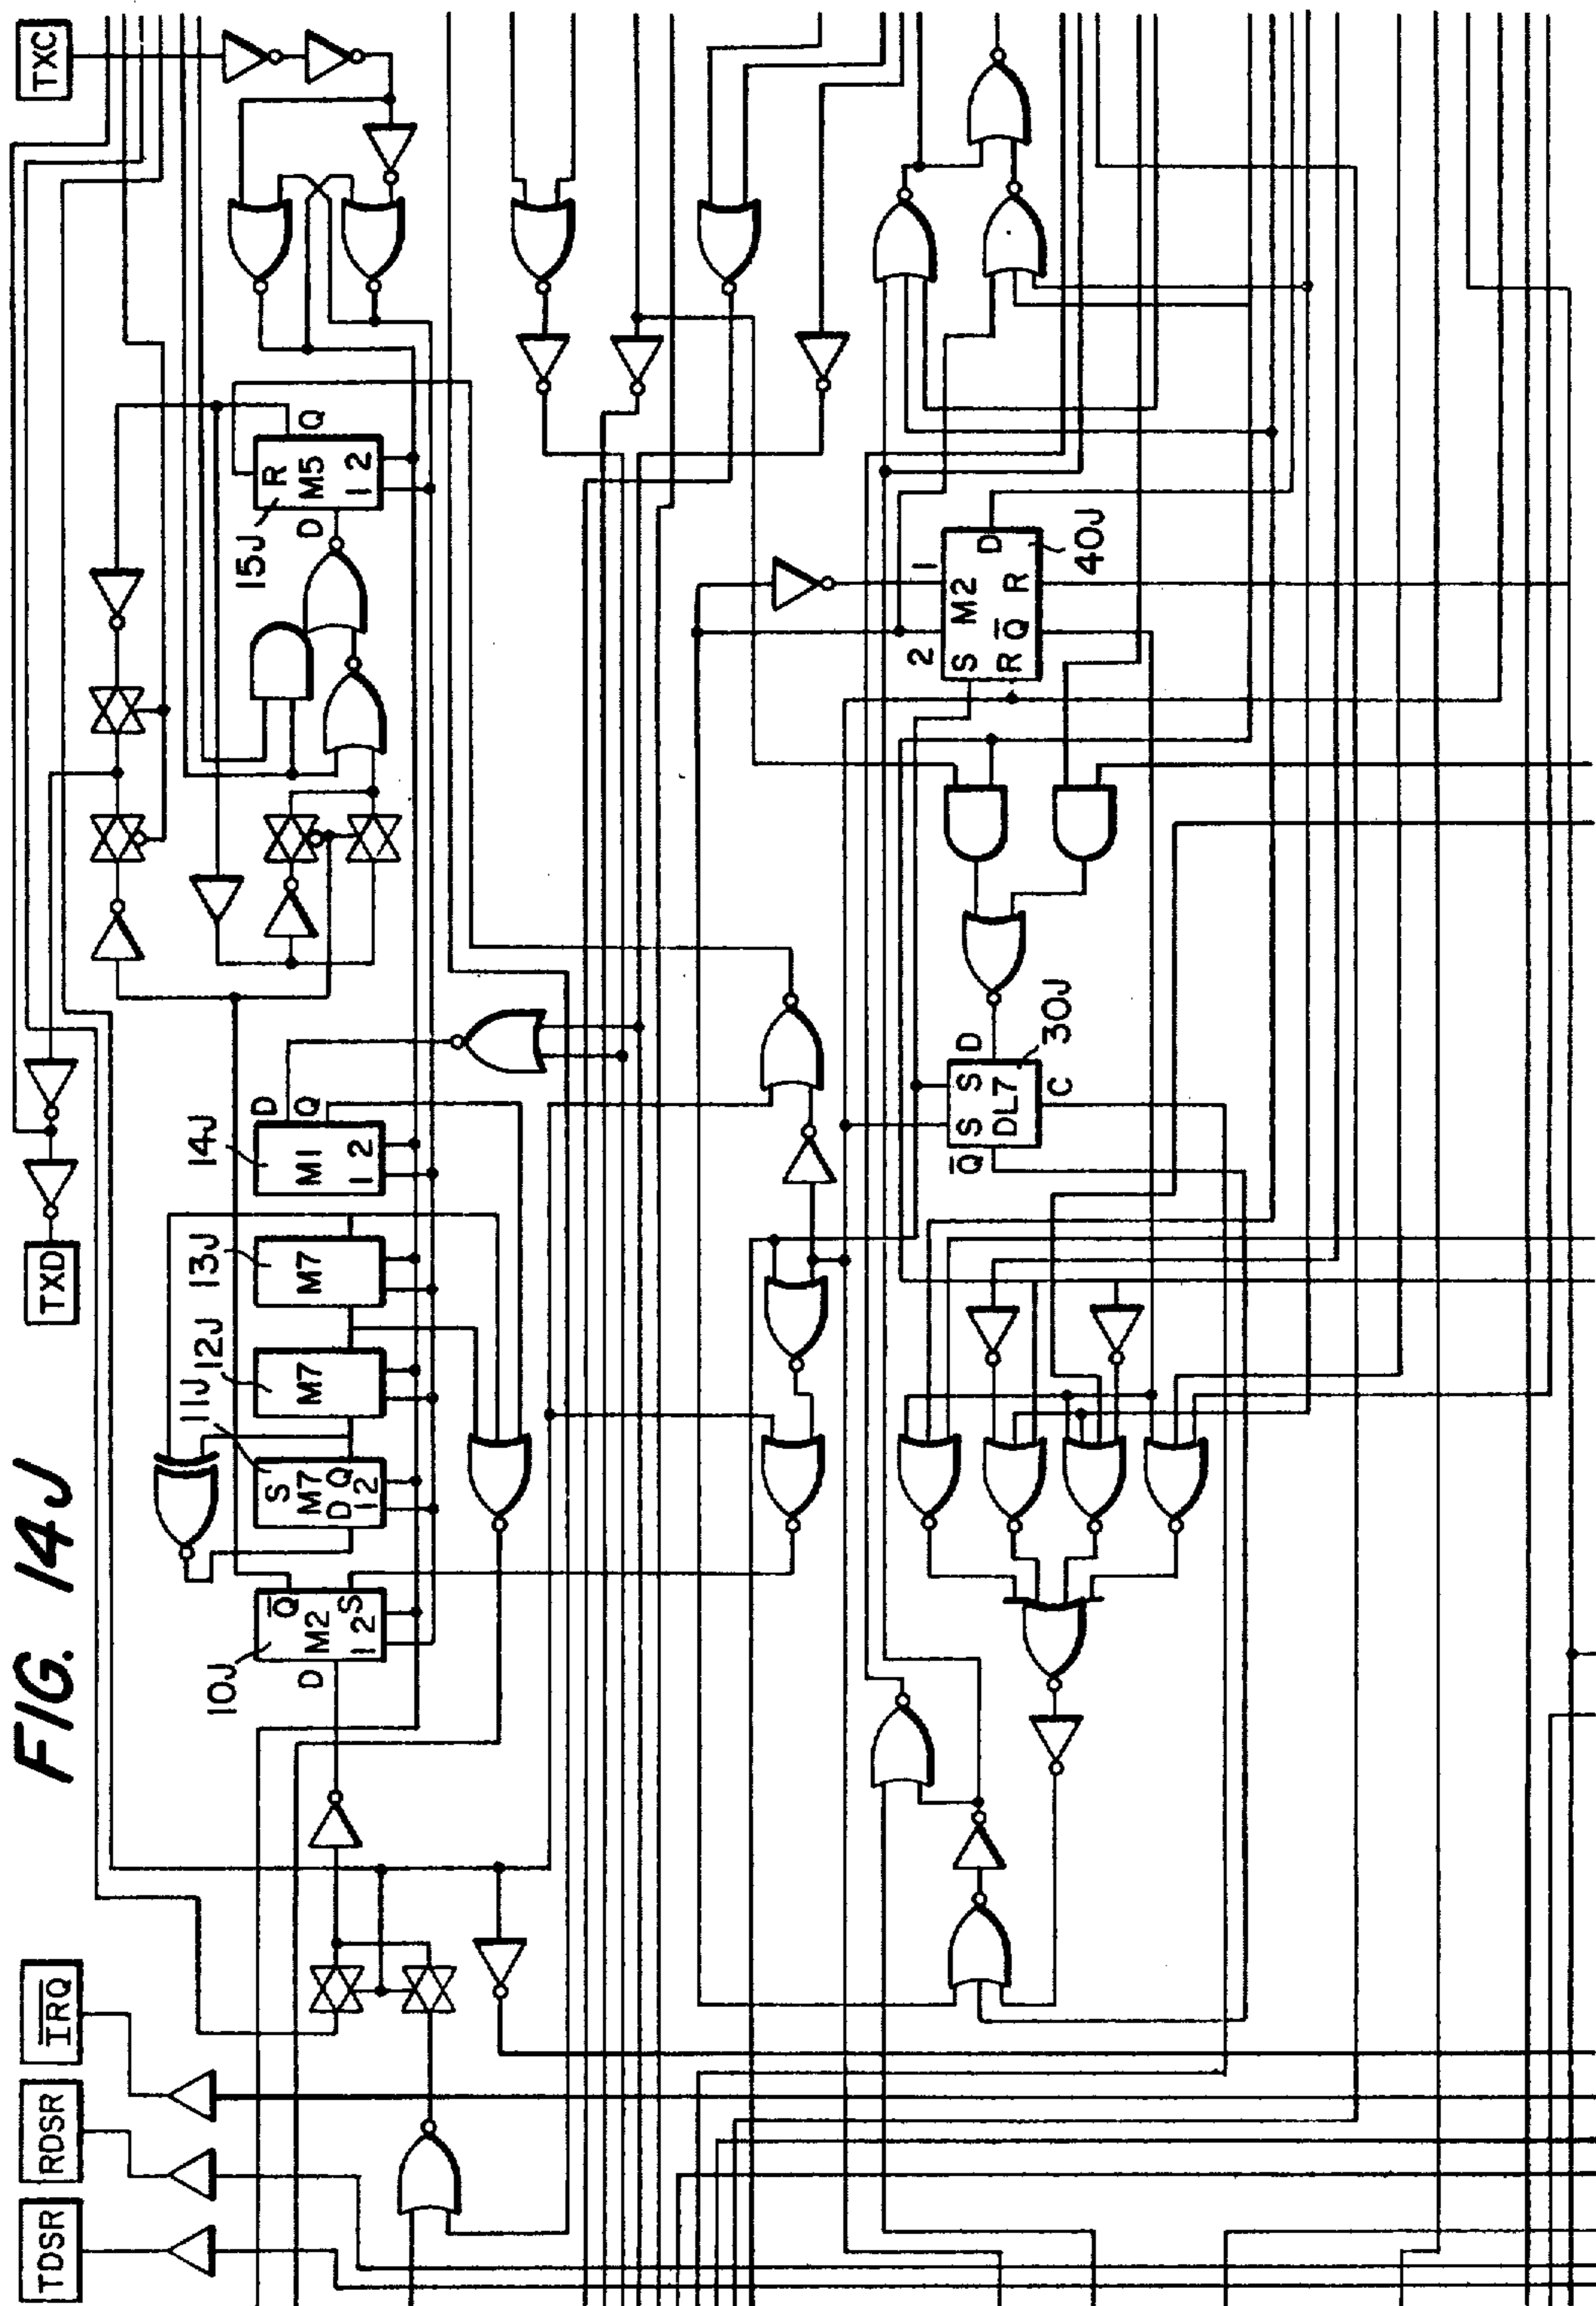 FIG. 14J
TDSR
RDSR
I̅R̅Q̅
TXD
TXC
10J
Q̅
M2
S
1 2
D
11J
S
M7
D Q
1 2
12J
M7
13J
M7
14J
D
Q
M1
1 2
15J
R
Q
M5
1 2
D
30J
Q̅
S S
D
DL7
C
40J
2
1
S
M2
D
R
Q̅
R